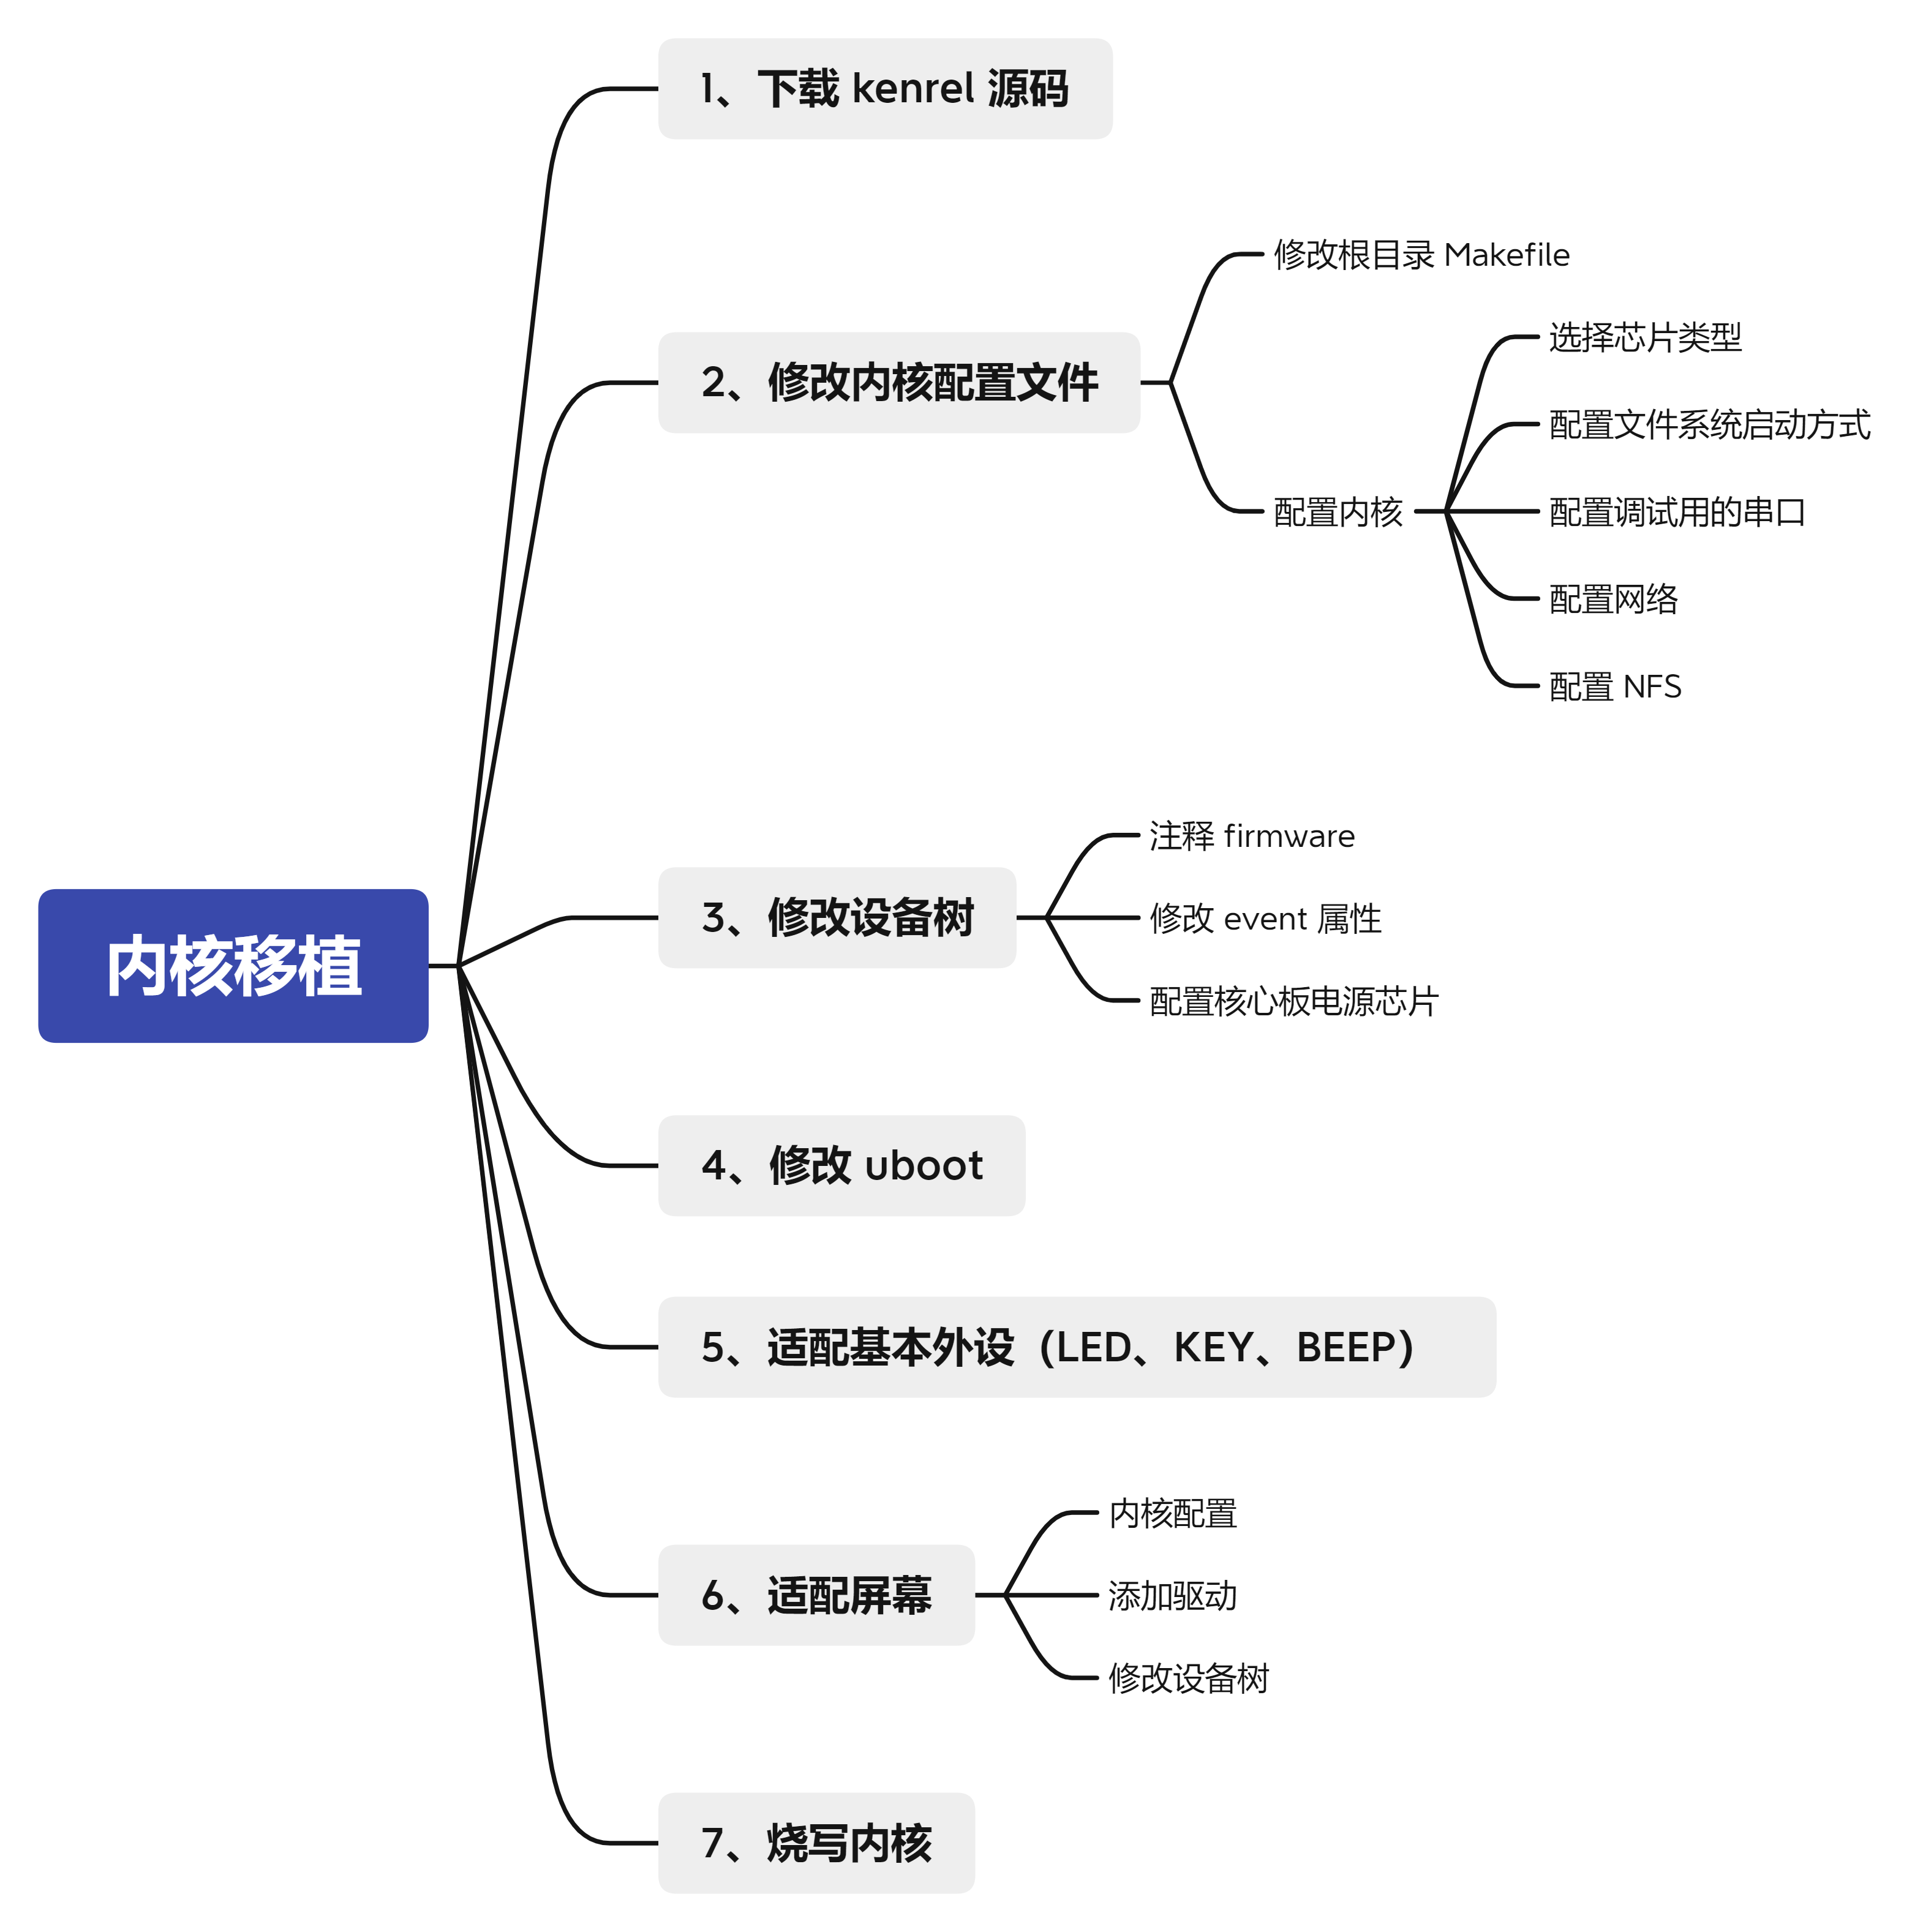 内核移植
1、下载 kenrel 源码
2、修改内核配置文件
修改根目录 Makefile
配置内核
选择芯片类型
配置文件系统启动方式
配置调试用的串口
配置网络
配置 NFS
3、修改设备树
注释 firmware
修改 event 属性
配置核心板电源芯片
4、修改 uboot
5、适配基本外设（LED、KEY、BEEP）
6、适配屏幕
内核配置
添加驱动
修改设备树
7、烧写内核